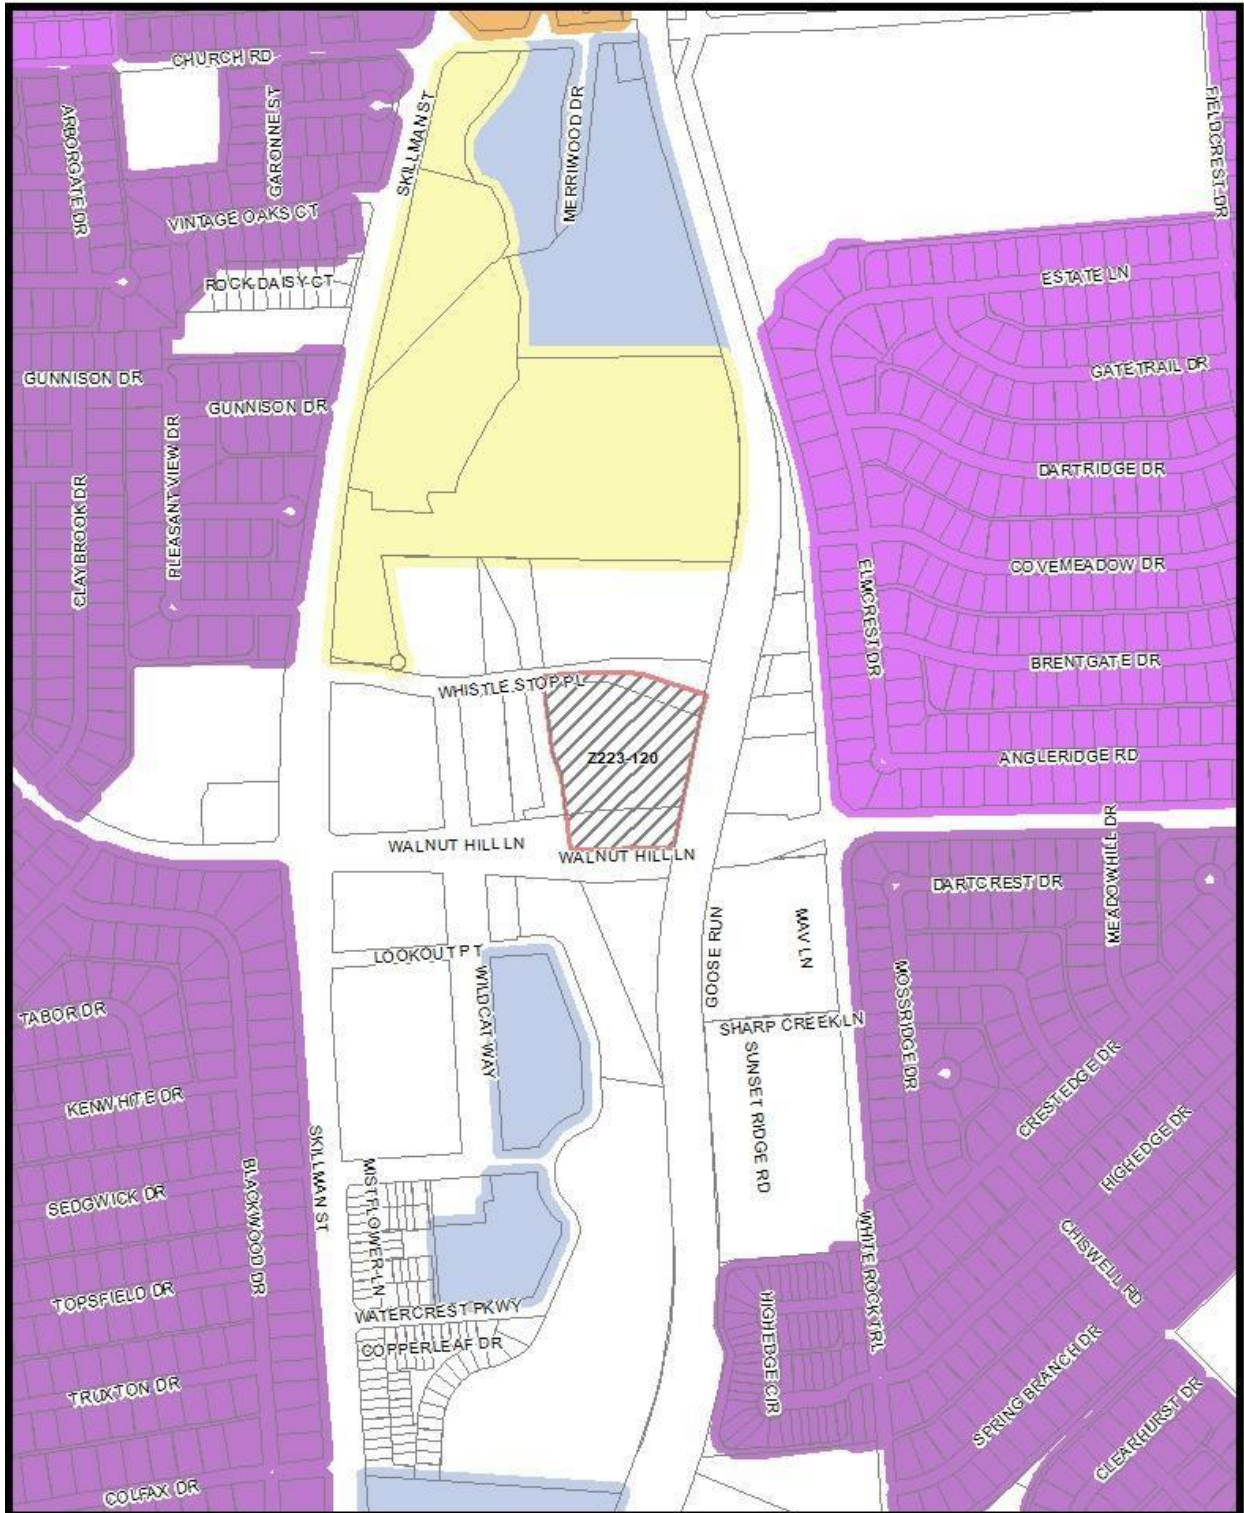 CHURCH RD
ARBORGATE DR
GARONNE ST
SKILLMAN ST
MERRIWOOD DR
FIELDCREST DR
VINTAGE OAKS CT
ROCK DAISY CT
ESTATE LN
GUNNISON DR
GUNNISON DR
GATETRAIL DR
PLEASANT VIEW DR
CLAYBROOK DR
DARTRIDGE DR
COVEMEADOW DR
ELMCREST DR
BRENTGATE DR
WHISTLE STOP PL
Z223-120
ANGLERIDGE RD
WALNUT HILL LN
WALNUT HILL LN
MEADOWHILL DR
DARTCREST DR
GOOSE RUN
MAV LN
LOOKOUT PT
WILDCAT WAY
MOSSRIDGE DR
TABOR DR
SHARP CREEK LN
SUNSET RIDGE RD
CRESTEDGE DR
KENWHITE DR
HIGHEDGE DR
SKILLMAN ST
BLACKWOOD DR
MISTFLOWER LN
SEDGWICK DR
WHITE ROCK TRL
CHISWELL RD
TOPSFIELD DR
WATERCREST PKWY
COPPERLEAF DR
HIGHEDGE CIR
SPRING BRANCH DR
TRUXTON DR
CLEARHURST DR
COLFAX DR